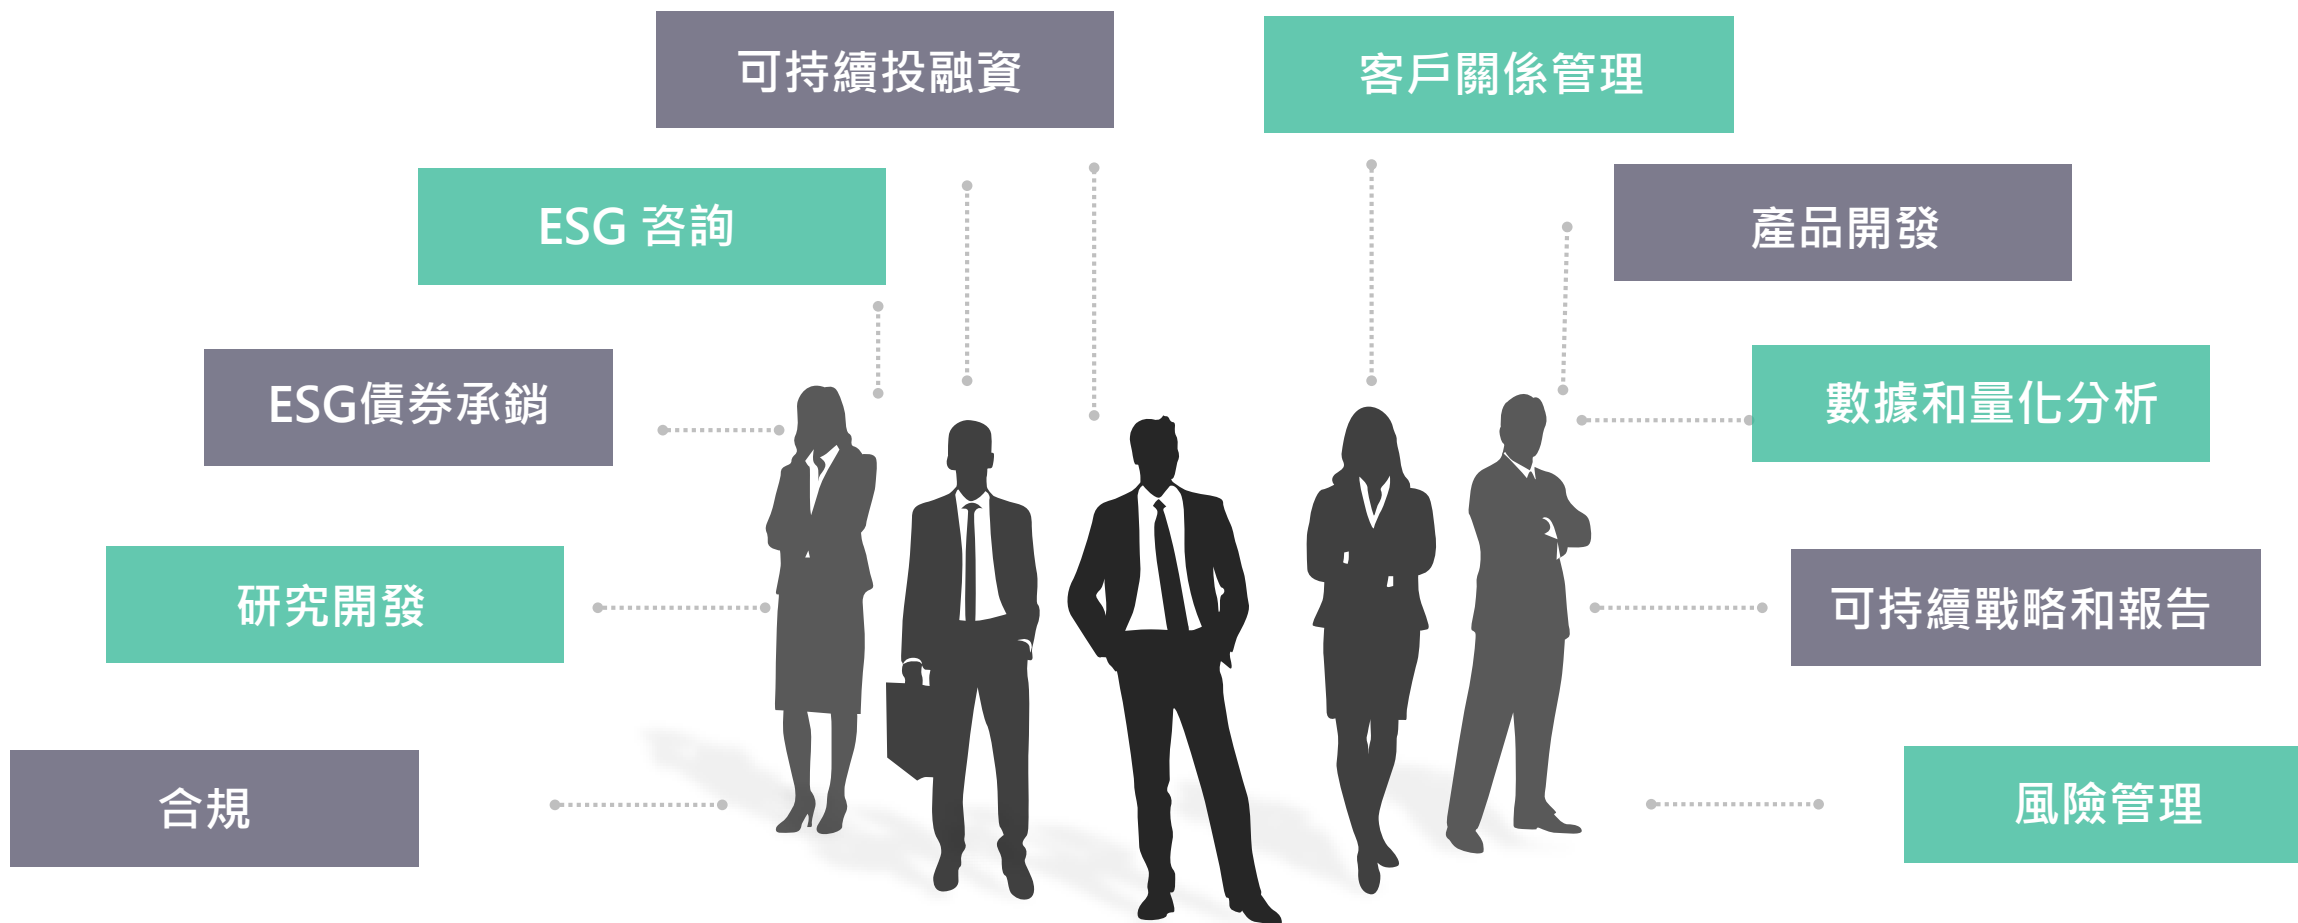 可持續投融資
客戶關係管理
ESG 咨詢
產品開發
ESG債券承銷
數據和量化分析
研究開發
可持續戰略和報告
合規
風險管理